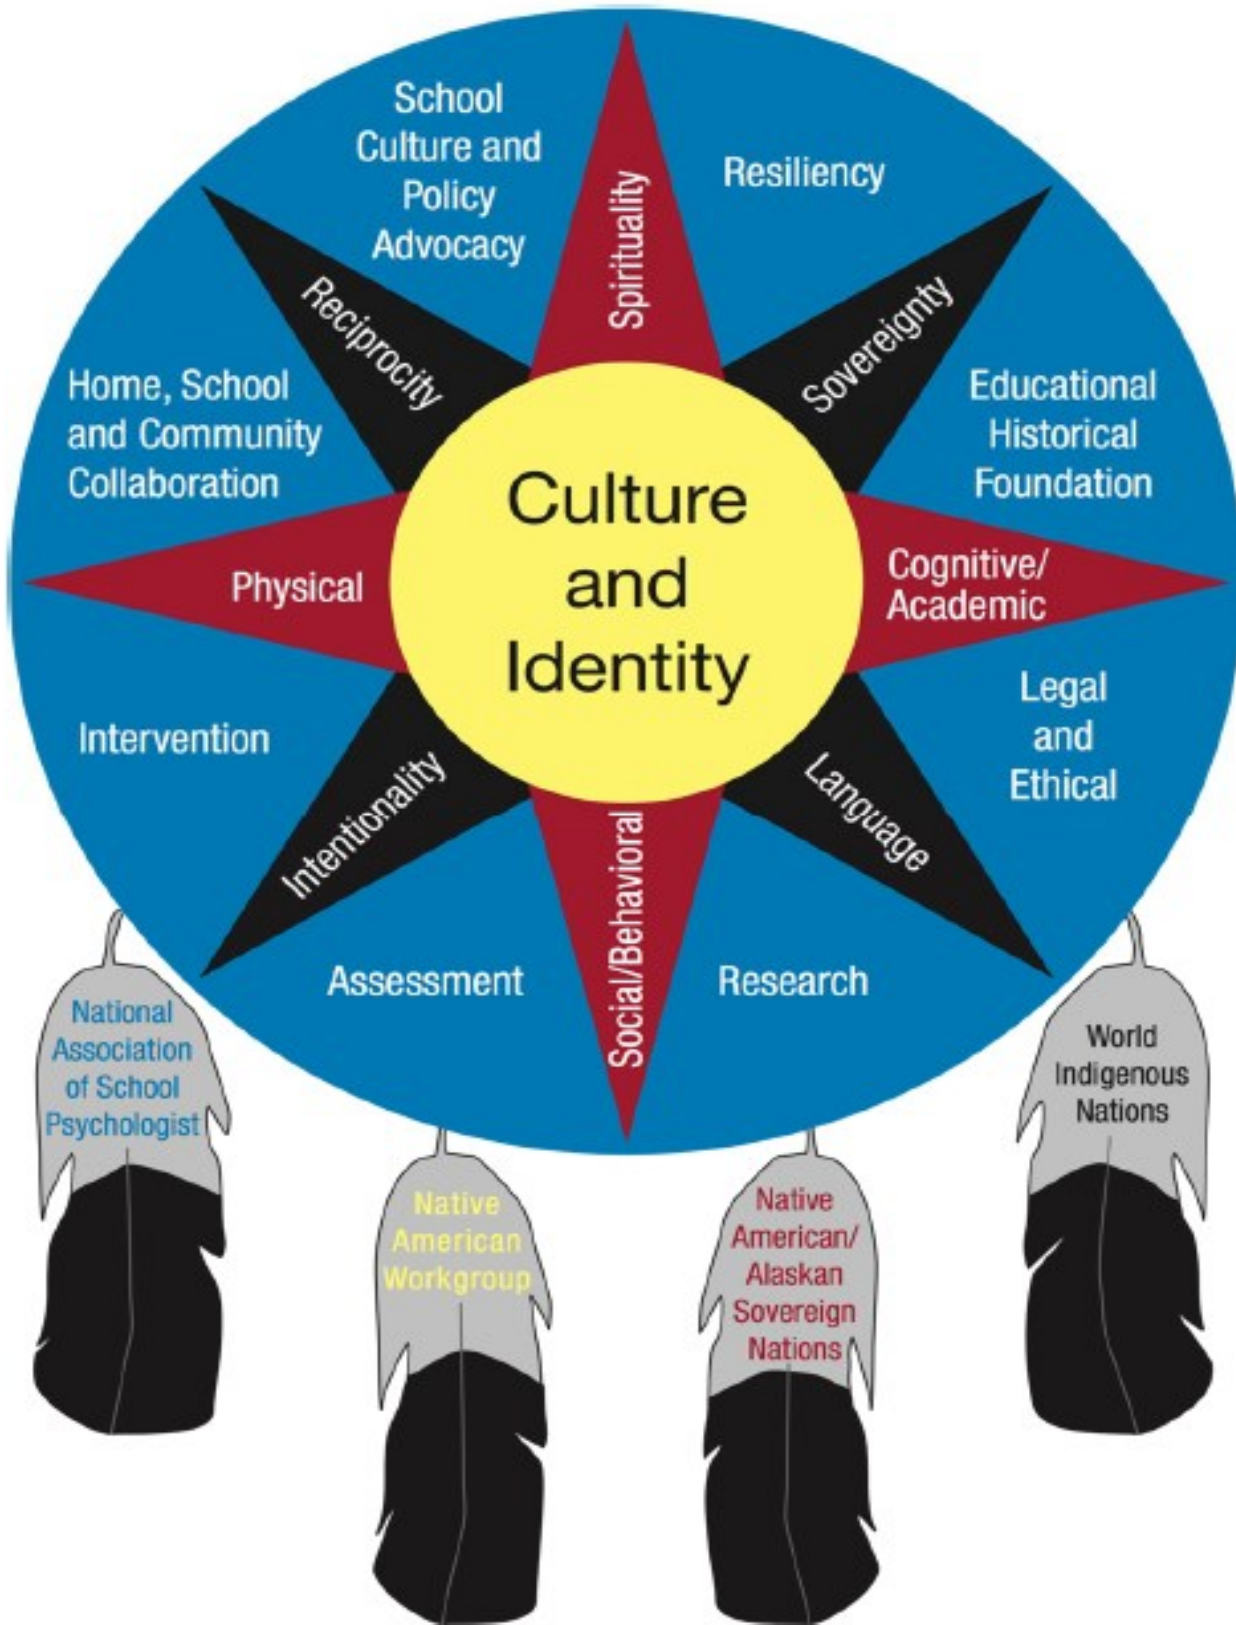 School
Culture and
Policy
Advocacy
Spirituality
Resiliency
Reciprocity
Sovereignty
Home, School
and Community
Collaboration
Educational
Historical
Foundation
Culture
and
Identity
Physical
Cognitive/
Academic
Intervention
Legal
and
Ethical
Intentionality
Language
Assessment
Social/Behavioral
Research
National
Association
of School
Psychologist
Native
American
Workgroup
Native
American/
Alaskan
Sovereign
Nations
World
Indigenous
Nations